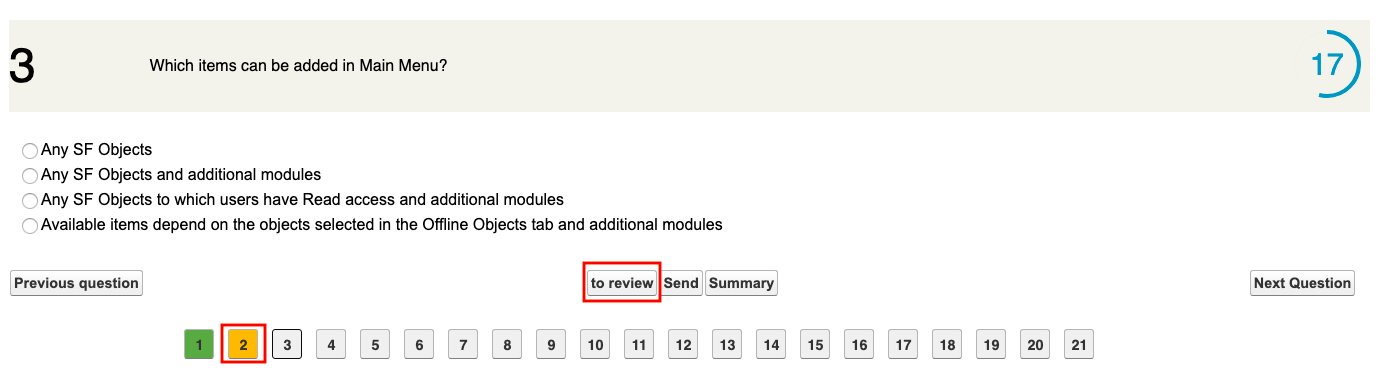 3
Which items can be added in Main Menu?
17
Any SF Objects
Any SF Objects and additional modules
Any SF Objects to which users have Read access and additional modules
Available items depend on the objects selected in the Offline Objects tab and additional modules
Previous question
to review
Send
Summary
Next Question
1 2 3 4 5 6 7 8 9 10 11 12 13 14 15 16 17 18 19 20 21